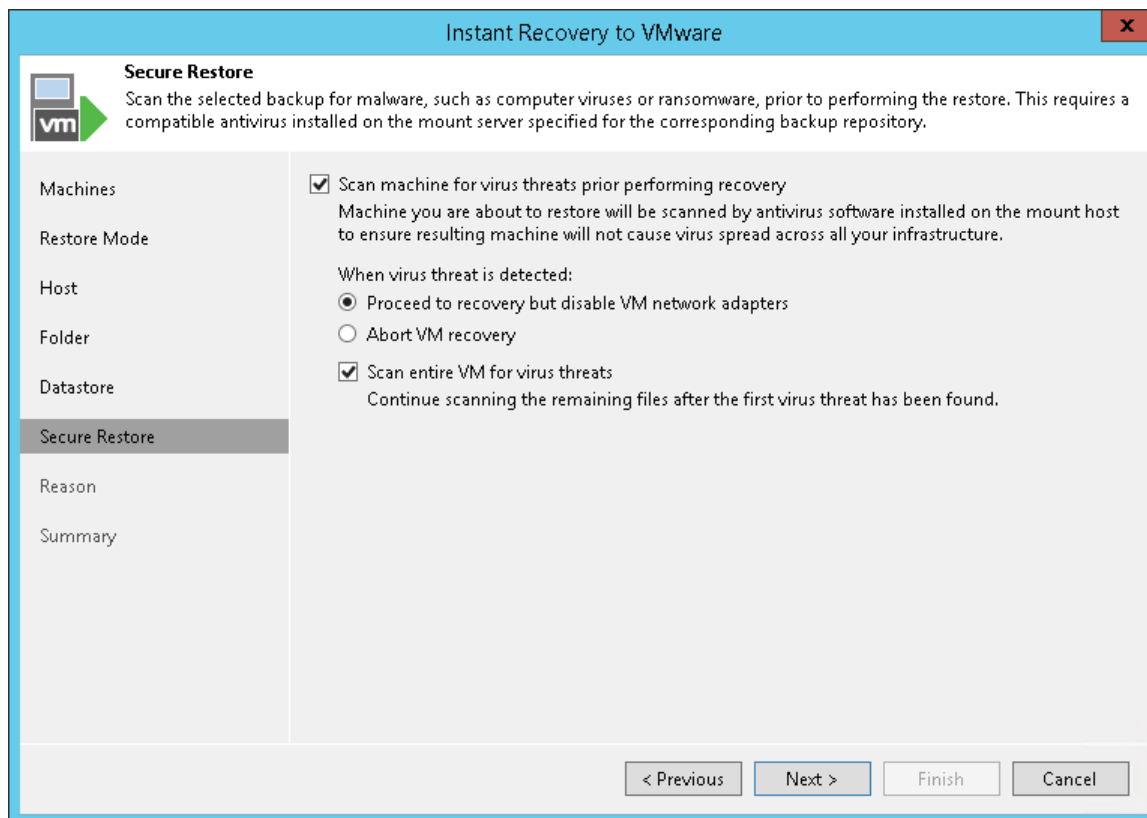 Instant Recovery to VMware
x
Secure Restore
Scan the selected backup for malware, such as computer viruses or ransomware, prior to performing the restore. This requires a
compatible antivirus installed on the mount server specified for the corresponding backup repository.
vm
Machines
Restore Mode
Host
Folder
Datastore
Secure Restore
Reason
Summary
Scan machine for virus threats prior performing recovery
Machine you are about to restore will be scanned by antivirus software installed on the mount host
to ensure resulting machine will not cause virus spread across all your infrastructure.
When virus threat is detected:
Proceed to recovery but disable VM network adapters
Abort VM recovery
Scan entire VM for virus threats
Continue scanning the remaining files after the first virus threat has been found.
< Previous
Next >
Finish
Cancel